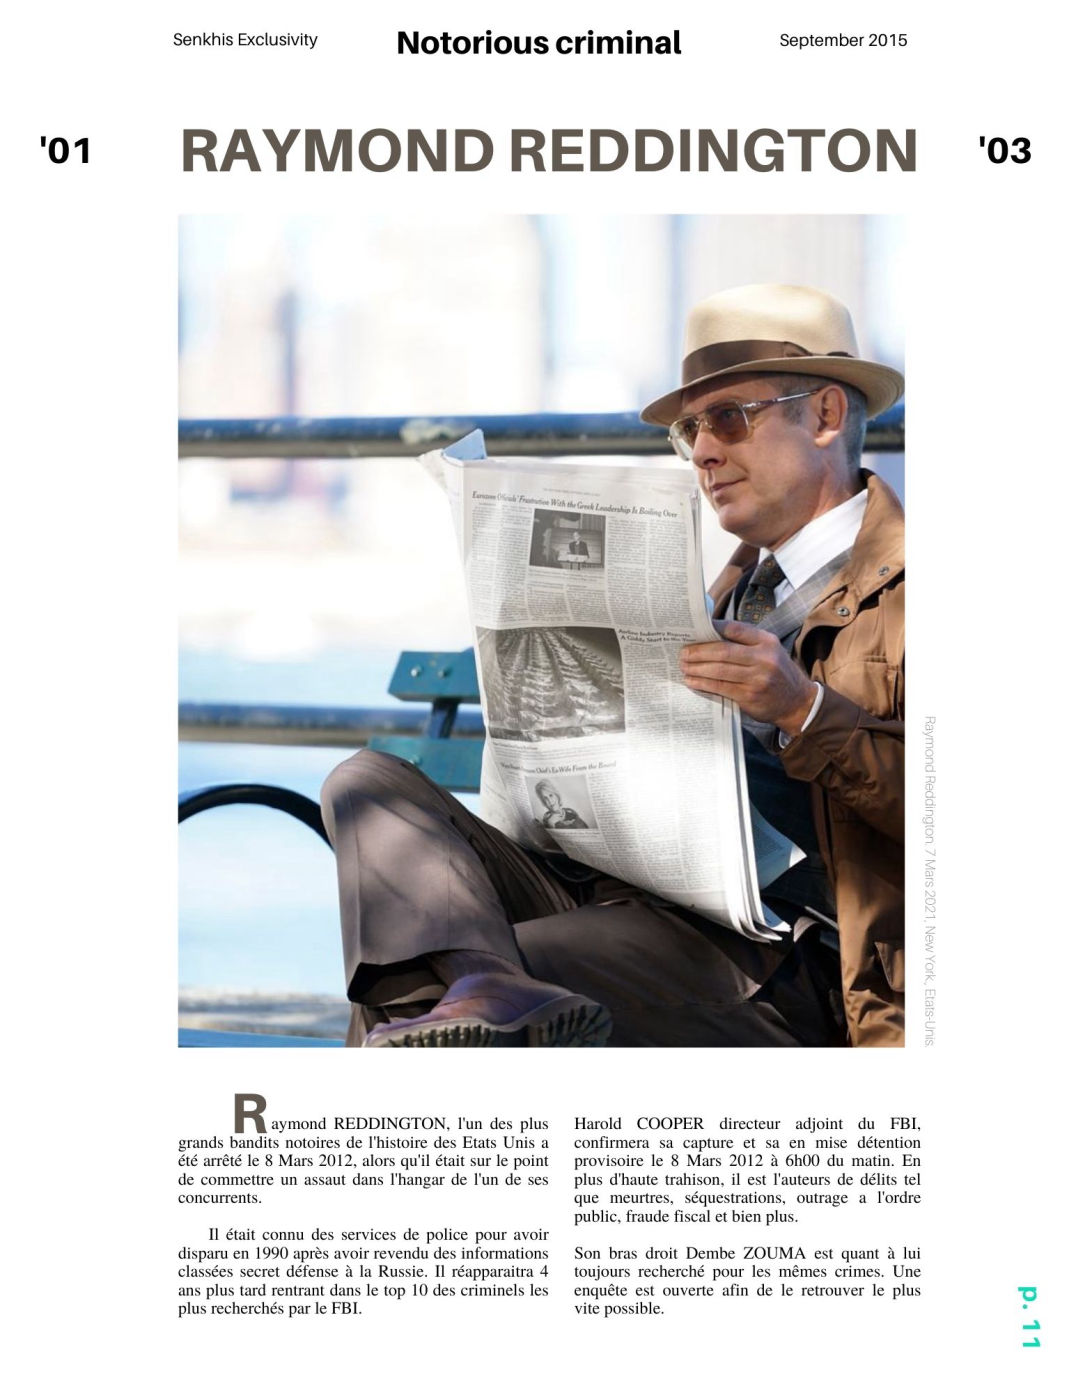 Senkhis Exclusivity
Notorious criminal
September 2015
'01
RAYMOND REDDINGTON
'03
Eurozone Officials' Frustration With the Greek Leadership Is Boiling Over
Airline Industry Reports
A Giddy Start to the Year
Chief's Ex-Wife From the Board
Raymond Reddington, 7 Mars 2021, New York, Etats-Unis.
Raymond REDDINGTON, l'un des plus
grands bandits notoires de l'histoire des Etats Unis a
été arrêté le 8 Mars 2012, alors qu'il était sur le point
de commettre un assaut dans l'hangar de l'un de ses
concurrents.
Il était connu des services de police pour avoir
disparu en 1990 après avoir revendu des informations
classées secret défense à la Russie. Il réapparaitra 4
ans plus tard rentrant dans le top 10 des criminels les
plus recherchés par le FBI.
Harold COOPER directeur adjoint du FBI,
confirmera sa capture et sa en mise détention
provisoire le 8 Mars 2012 à 6h00 du matin. En
plus d'haute trahison, il est l'auteurs de délits tel
que meurtres, séquestrations, outrage a l'ordre
public, fraude fiscal et bien plus.
Son bras droit Dembe ZOUMA est quant à lui
toujours recherché pour les mêmes crimes. Une
enquête est ouverte afin de le retrouver le plus
vite possible.
p. 11